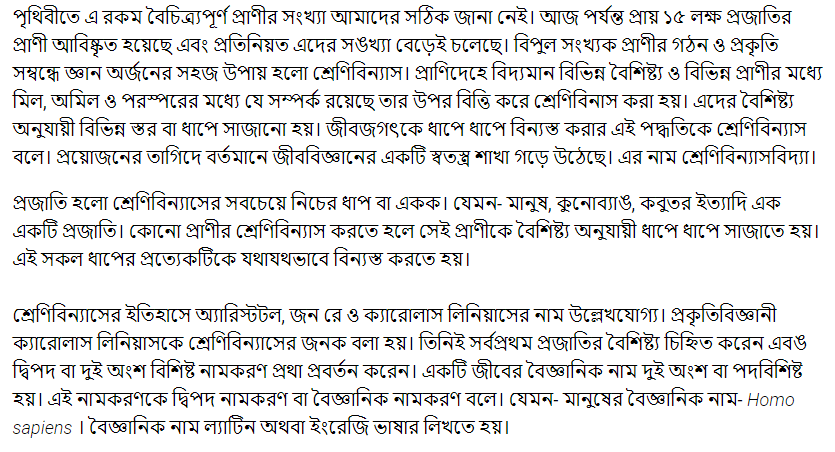 পৃথিবীতে এ রকম বৈচিত্র্যপূর্ণ প্রাণীর সংখ্যা আমাদের সঠিক জানা নেই। আজ পর্যন্ত প্রায় ১৫ লক্ষ প্রজাতির
প্রাণী আবিষ্কৃত হয়েছে এবং প্রতিনিয়ত এদের সঙখ্যা বেড়েই চলেছে। বিপুল সংখ্যক প্রাণীর গঠন ও প্রকৃতি
সম্বন্ধে জ্ঞান অর্জনের সহজ উপায় হলো শ্রেণিবিন্যাস। প্রাণিদেহে বিদ্যমান বিভিন্ন বৈশিষ্ট্য ও বিভিন্ন প্রাণীর মধ্যে
মিল, অমিল ও পরস্পরের মধ্যে যে সম্পর্ক রয়েছে তার উপর বিত্তি করে শ্রেণিবিনাস করা হয়। এদের বৈশিষ্ট্য
অনুযায়ী বিভিন্ন স্তর বা ধাপে সাজানো হয়। জীবজগৎকে ধাপে ধাপে বিন্যস্ত করার এই পদ্ধতিকে শ্রেণিবিন্যাস
বলে। প্রয়োজনের তাগিদে বর্তমানে জীববিজ্ঞানের একটি স্বতন্ত্র শাখা গড়ে উঠেছে। এর নাম শ্রেণিবিন্যাসবিদ্যা।
প্রজাতি হলো শ্রেণিবিন্যাসের সবচেয়ে নিচের ধাপ বা একক। যেমন- মানুষ, কুনোব্যাঙ, কবুতর ইত্যাদি এক
একটি প্রজাতি। কোনো প্রাণীর শ্রেণিবিন্যাস করতে হলে সেই প্রাণীকে বৈশিষ্ট্য অনুযায়ী ধাপে ধাপে সাজাতে হয়।
এই সকল ধাপের প্রত্যেকটিকে যথাযথভাবে বিন্যস্ত করতে হয়।
শ্রেণিবিন্যাসের ইতিহাসে অ্যারিস্টটল, জন রে ও ক্যারোলাস লিনিয়াসের নাম উল্লেখযোগ্য। প্রকৃতিবিজ্ঞানী
ক্যারোলাস লিনিয়াসকে শ্রেণিবিন্যাসের জনক বলা হয়। তিনিই সর্বপ্রথম প্রজাতির বৈশিষ্ট্য চিহ্নিত করেন এবঙ
দ্বিপদ বা দুই অংশ বিশিষ্ট নামকরণ প্রথা প্রবর্তন করেন। একটি জীবের বৈজ্ঞানিক নাম দুই অংশ বা পদবিশিষ্ট
হয়। এই নামকরণকে দ্বিপদ নামকরণ বা বৈজ্ঞানিক নামকরণ বলে। যেমন- মানুষের বৈজ্ঞানিক নাম- Homo
sapiens । বৈজ্ঞানিক নাম ল্যাটিন অথবা ইংরেজি ভাষার লিখতে হয়।